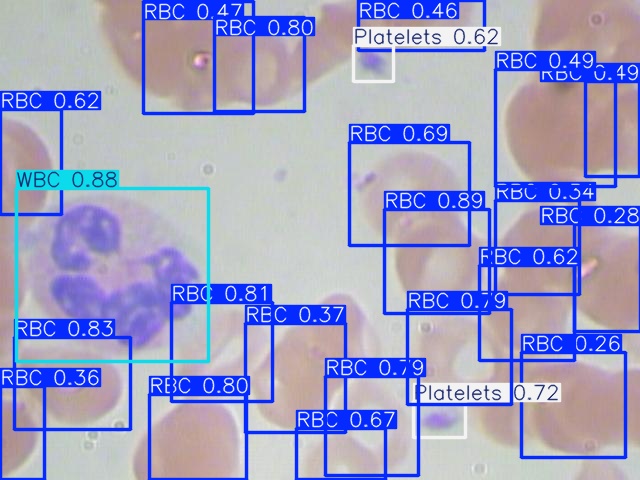 RBC 0.47
RBC 0.46
RBC 0.80
Platelets 0.62
RBC 0.49
RBC 0.49
RBC 0.62
RBC 0.69
WBC 0.88
RBC 0.89
RBC 0.54
RBC 0.28
RBC 0.62
RBC 0.81
RBC 0.79
RBC 0.37
RBC 0.83
RBC 0.26
RBC 0.79
RBC 0.36
RBC 0.80
Platelets 0.72
RBC 0.67